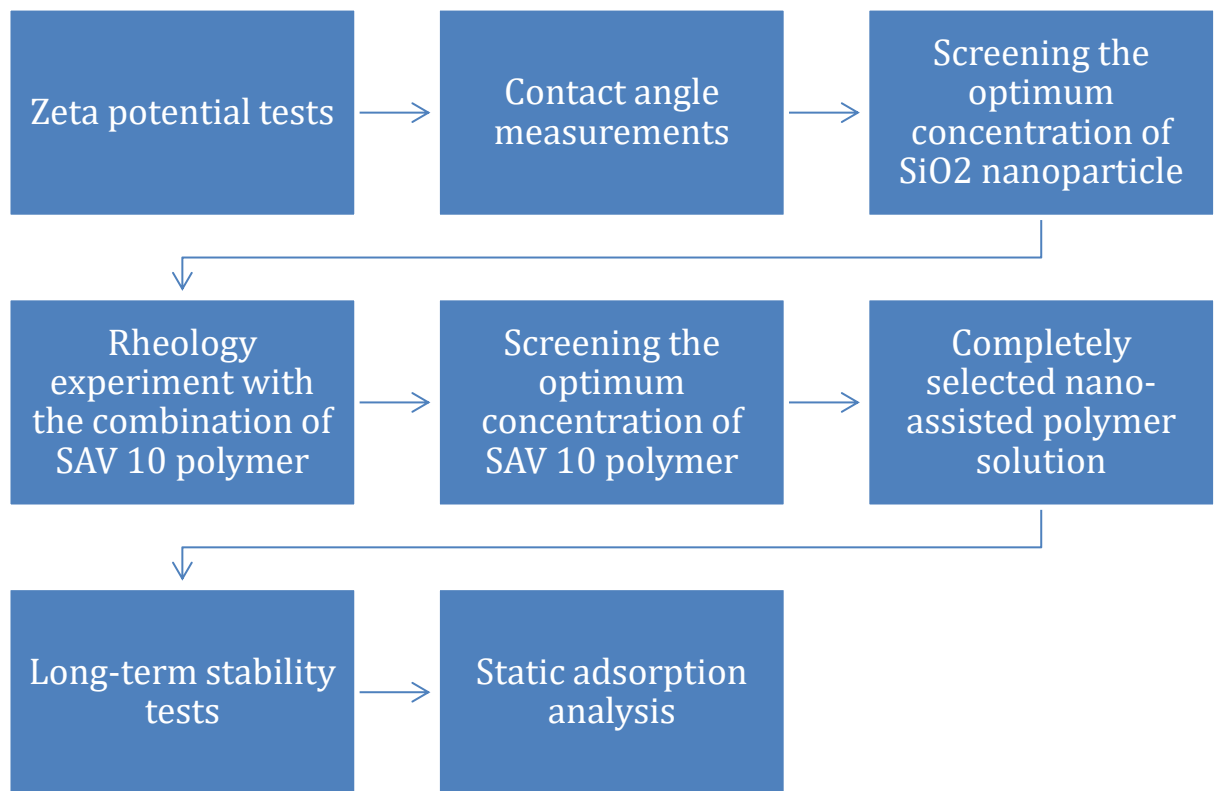 Zeta potential tests
Contact angle
measurements
Screening the
optimum
concentration of
SiO2 nanoparticle
Rheology
experiment with
the combination of
SAV 10 polymer
Screening the
optimum
concentration of
SAV 10 polymer
Completely
selected nano-
assisted polymer
solution
Long-term stability
tests
Static adsorption
analysis